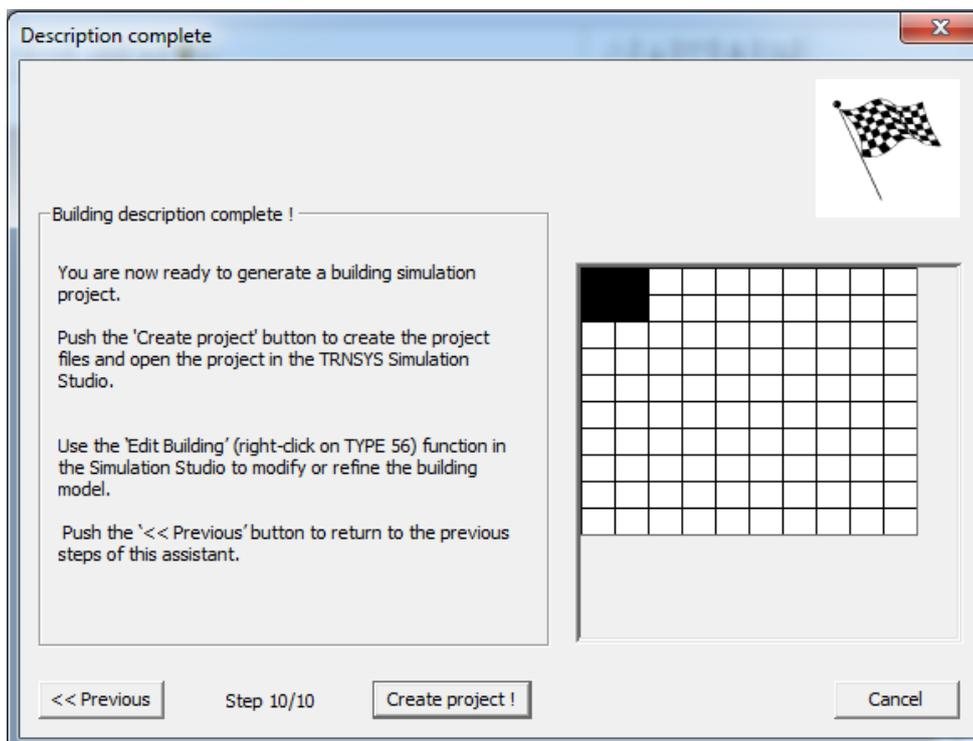 Description complete
X
Building description complete !
You are now ready to generate a building simulation
project.
Push the 'Create project' button to create the project
files and open the project in the TRNSYS Simulation
Studio.
Use the 'Edit Building' (right-click on TYPE 56) function in
the Simulation Studio to modify or refine the building
model.
Push the '<< Previous' button to return to the previous
steps of this assistant.
<< Previous
Step 10/10
Create project !
Cancel